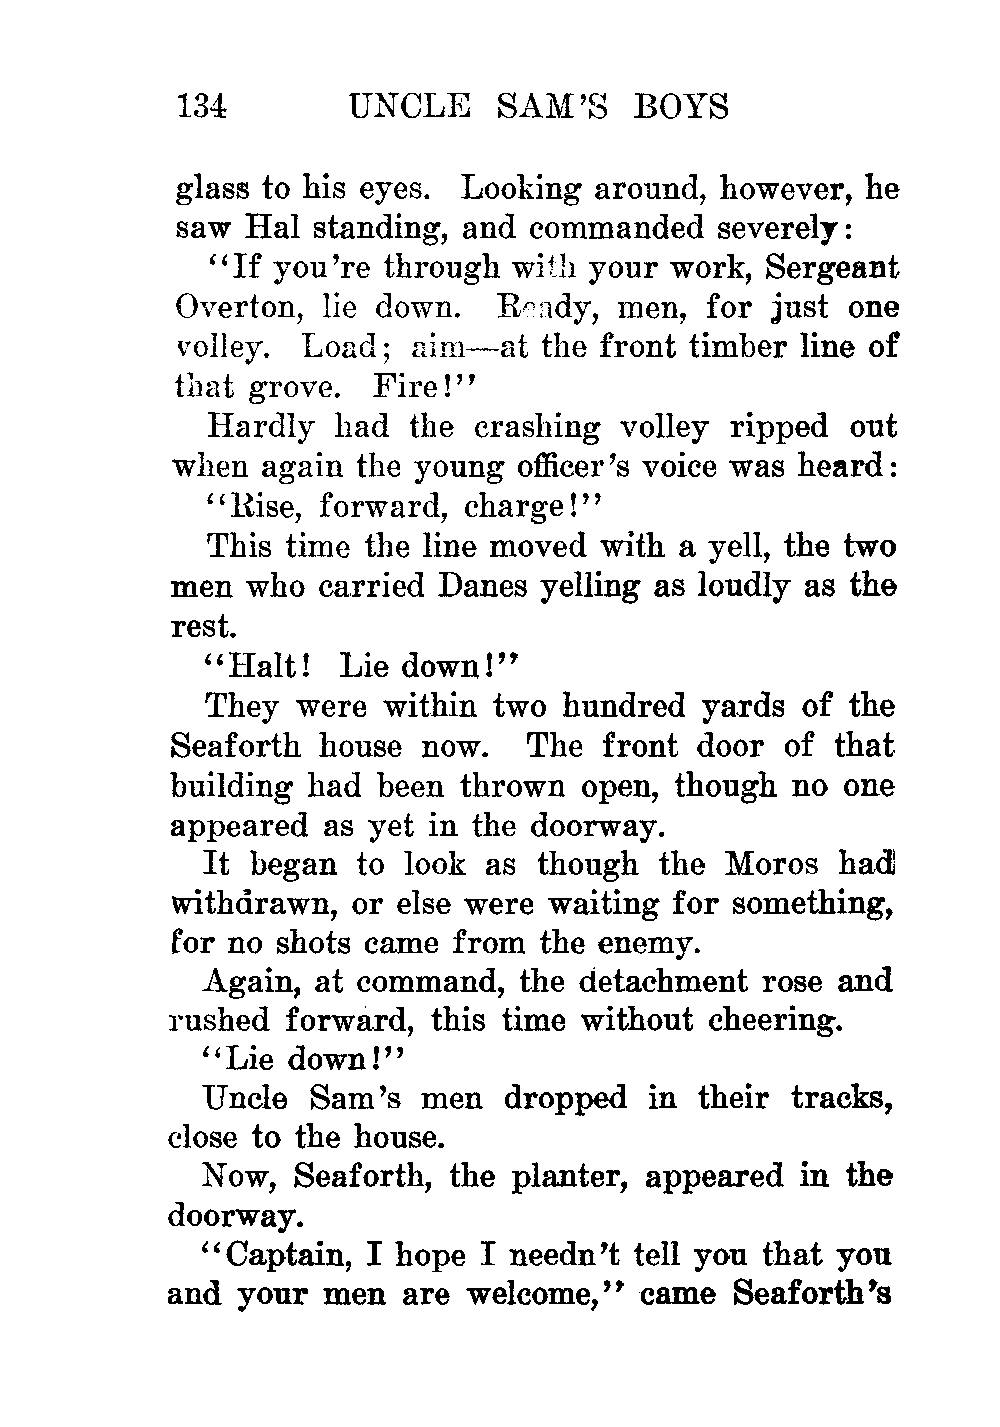 134 UNCLE SAM'S BOYS
glass to his eyes. Looking around, however, he
saw Hal standing, and commanded severely:
"If you're through with your work, Sergeant
Overton, lie down. Ready, men, for just one
volley. Load; aim—at the front timber line of
that grove. Fire!"
Hardly had the crashing volley ripped out
when again the young officer's voice was heard:
"Rise, forward, charge!"
This time the line moved with a yell, the two
men who carried Danes yelling as loudly as the
rest.
"Halt! Lie down!"
They were within two hundred yards of the
Seaforth house now. The front door of that
building had been thrown open, though no one
appeared as yet in the doorway.
It began to look as though the Moros had
withdrawn, or else were waiting for something,
for no shots came from the enemy.
Again, at command, the detachment rose and
rushed forward, this time without cheering.
"Lie down!"
Uncle Sam's men dropped in their tracks,
close to the house.
Now, Seaforth, the planter, appeared in the
doorway.
"Captain, I hope I needn't tell you that you
and your men are welcome," came Seaforth's